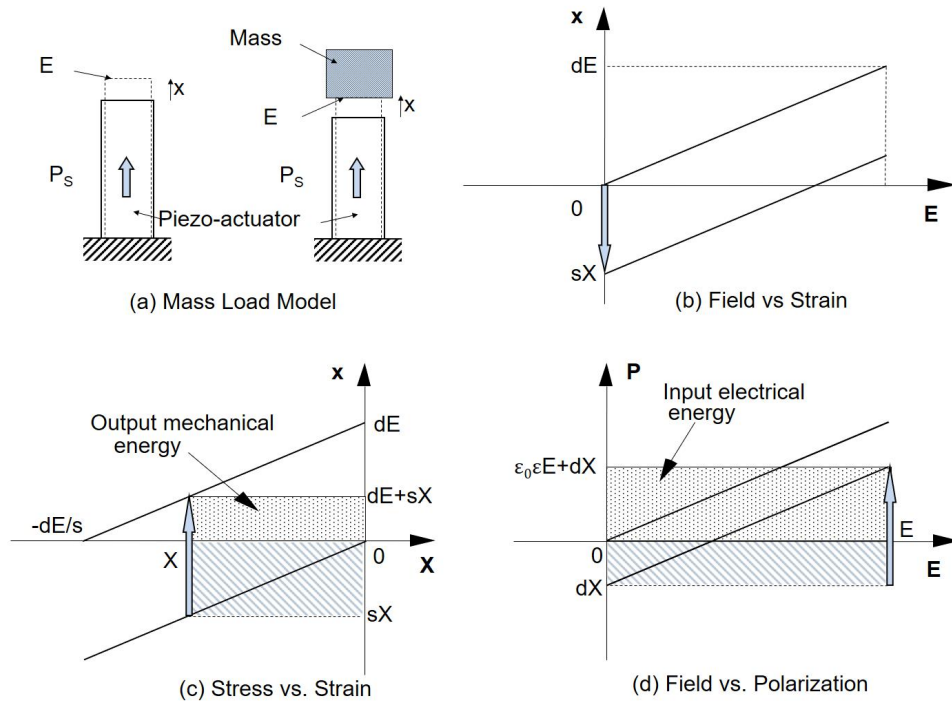 Mass
E
x
E
x
P_S
P_S
Piezo-actuator
(a) Mass Load Model
x
dE
0
E
sX
(b) Field vs Strain
x
Output mechanical
energy
dE
dE+sX
-dE/s
X
0
X
sX
(c) Stress vs. Strain
P
Input electrical
energy
ε₀εE+dX
0
E
E
dX
(d) Field vs. Polarization